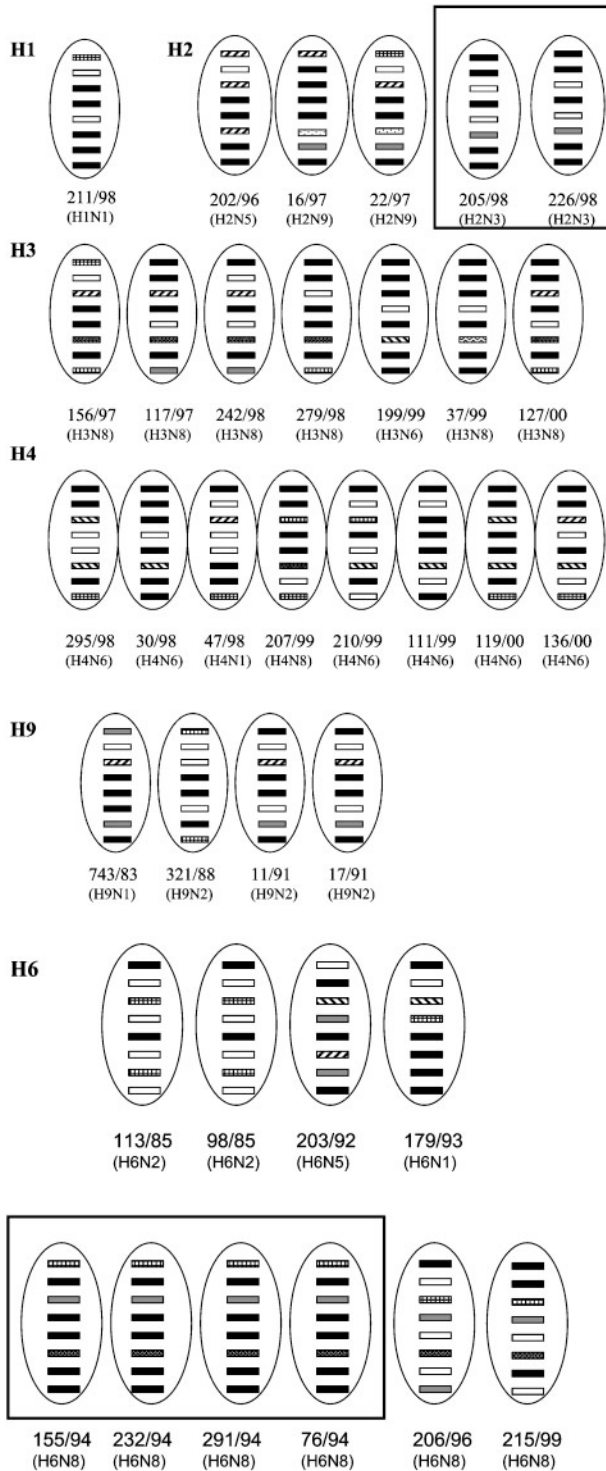 H1 H2
211/98 202/96 16/97 22/97 205/98 226/98
(H1N1) (H2N5) (H2N9) (H2N9) (H2N3) (H2N3)
H3
156/97 117/97 242/98 279/98 199/99 37/99 127/00
(H3N8) (H3N8) (H3N8) (H3N8) (H3N6) (H3N8) (H3N8)
H4
295/98 30/98 47/98 207/99 210/99 111/99 119/00 136/00
(H4N6) (H4N6) (H4N1) (H4N8) (H4N6) (H4N6) (H4N6) (H4N6)
H9
743/83 321/88 11/91 17/91
(H9N1) (H9N2) (H9N2) (H9N2)
H6
113/85 98/85 203/92 179/93
(H6N2) (H6N2) (H6N5) (H6N1)
155/94 232/94 291/94 76/94 206/96 215/99
(H6N8) (H6N8) (H6N8) (H6N8) (H6N8) (H6N8)